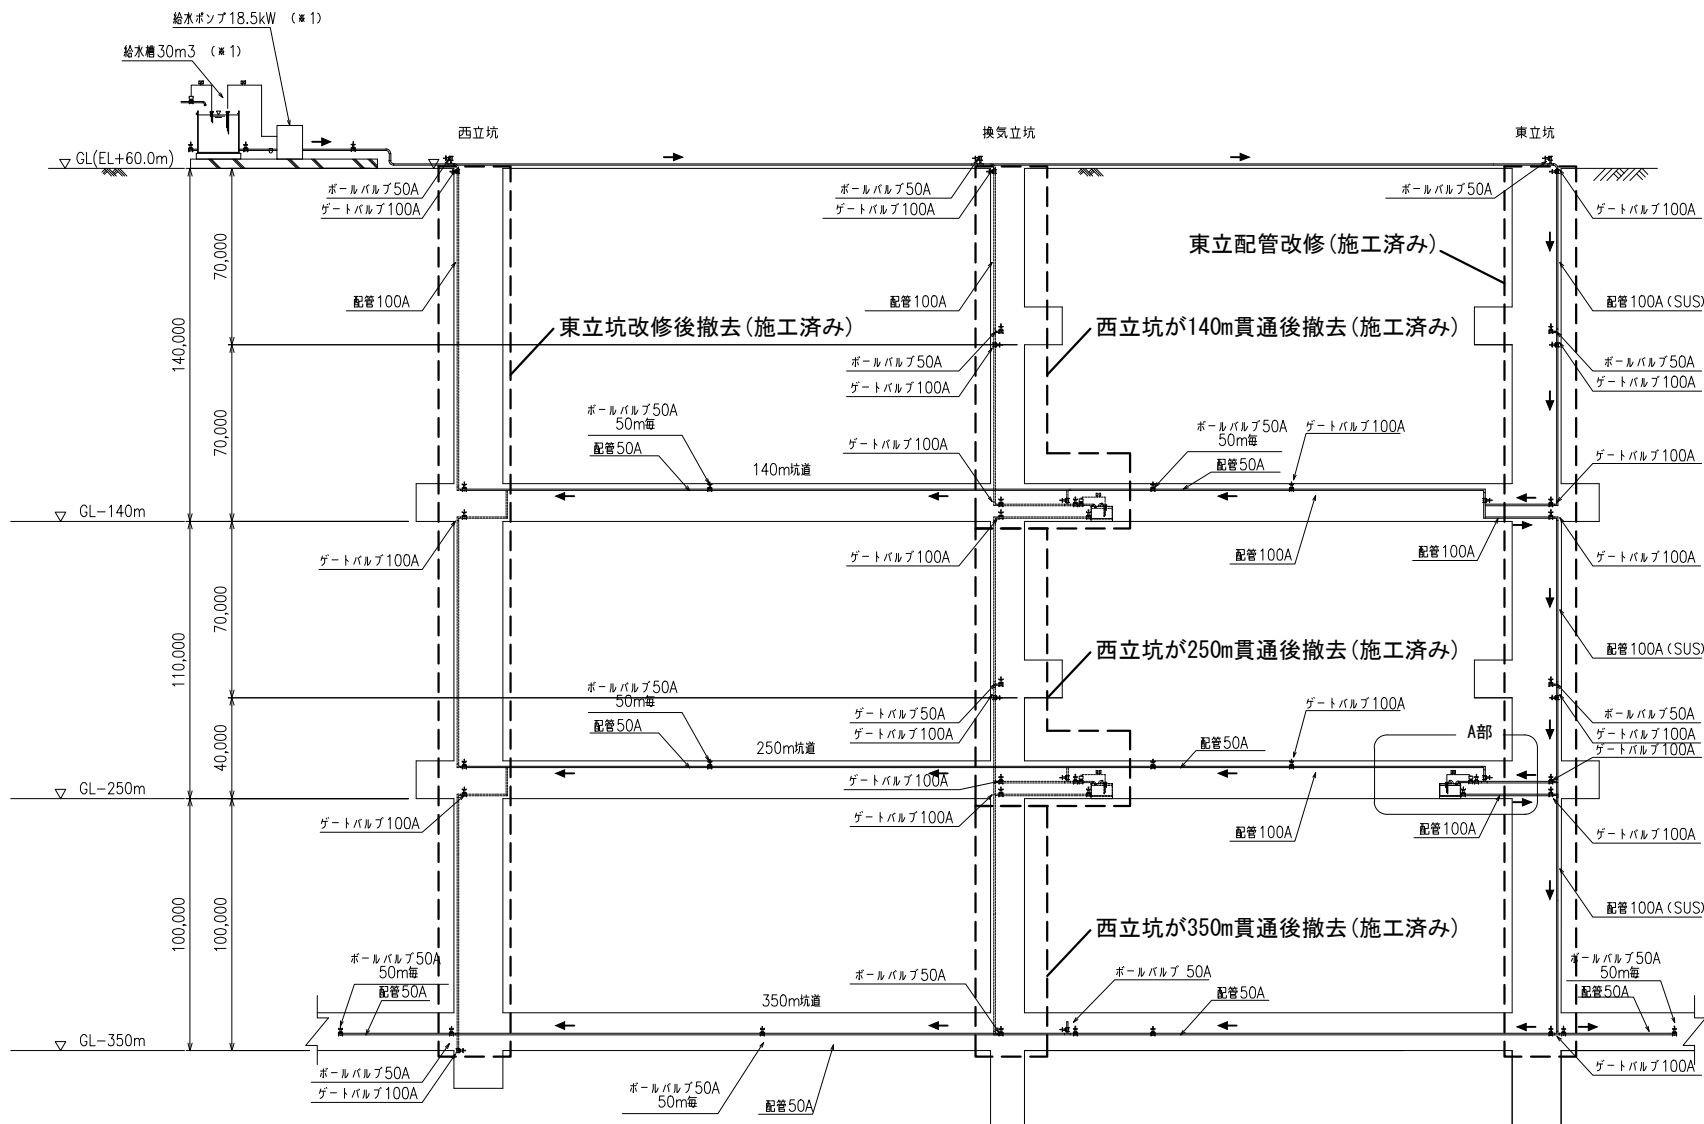 給水ポンプ18.5kW (※1)
給水槽30m3 (※1)
西立坑
換気立坑
東立坑
GL(EL+60.0m)
ボールバルブ50A
ゲートバルブ100A
ボールバルブ50A
ゲートバルブ100A
ボールバルブ50A
ゲートバルブ100A
東立配管改修(施工済み)
配管100A
配管100A
配管100A(SUS)
70,000
140,000
東立坑改修後撤去(施工済み)
西立坑が140m貫通後撤去(施工済み)
ボールバルブ50A
ゲートバルブ100A
ボールバルブ50A
ゲートバルブ100A
70,000
ボールバルブ50A
50m毎
配管50A
140m坑道
ゲートバルブ100A
ボールバルブ50A
50m毎
配管50A
ゲートバルブ100A
ゲートバルブ100A
GL-140m
ゲートバルブ100A
ゲートバルブ100A
配管100A
配管100A
ゲートバルブ100A
70,000
110,000
西立坑が250m貫通後撤去(施工済み)
配管100A(SUS)
ボールバルブ50A
50m毎
配管50A
250m坑道
ゲートバルブ50A
ゲートバルブ100A
ゲートバルブ100A
配管50A
A部
ボールバルブ50A
ゲートバルブ100A
ゲートバルブ100A
40,000
GL-250m
ゲートバルブ100A
ゲートバルブ100A
ゲートバルブ100A
配管100A
配管100A
ゲートバルブ100A
100,000
100,000
西立坑が350m貫通後撤去(施工済み)
配管100A(SUS)
ボールバルブ50A
50m毎
配管50A
350m坑道
ボールバルブ50A
ボールバルブ 50A
配管50A
ボールバルブ50A
50m毎
配管50A
GL-350m
ボールバルブ50A
ゲートバルブ100A
ボールバルブ50A
50m毎
配管50A
ゲートバルブ100A